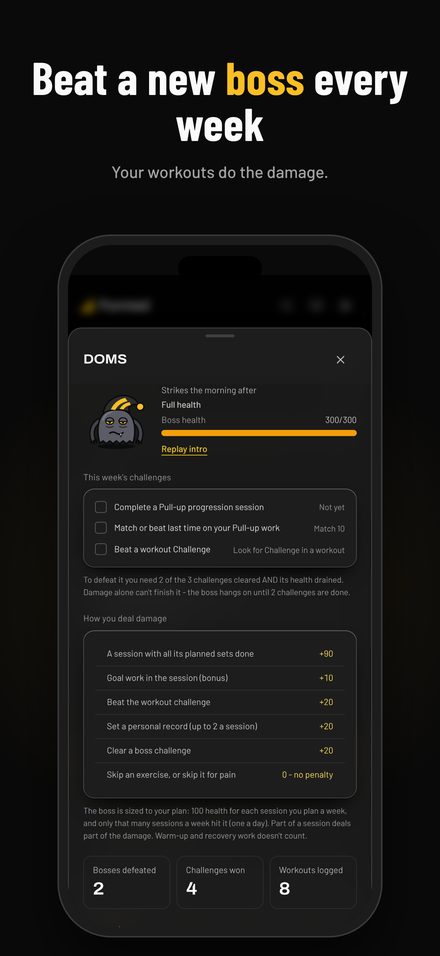 Beat a new boss every
week
Your workouts do the damage.
DOMS
Strikes the morning after
Full health
Boss health 300/300
Replay intro
This week's challenges
Complete a Pull-up progression session Not yet
Match or beat last time on your Pull-up work Match 10
Beat a workout Challenge Look for Challenge in a workout
To defeat it you need 2 of the 3 challenges cleared AND its health drained.
Damage alone can't finish it - the boss hangs on until 2 challenges are done.
How you deal damage
A session with all its planned sets done +90
Goal work in the session (bonus) +10
Beat the workout challenge +20
Set a personal record (up to 2 a session) +20
Clear a boss challenge +20
Skip an exercise, or skip it for pain 0 - no penalty
The boss is sized to your plan: 100 health for each session you plan a week,
and only that many sessions a week hit it (one a day). Part of a session deals
part of the damage. Warm-up and recovery work doesn't count.
Bosses defeated Challenges won Workouts logged
2 4 8